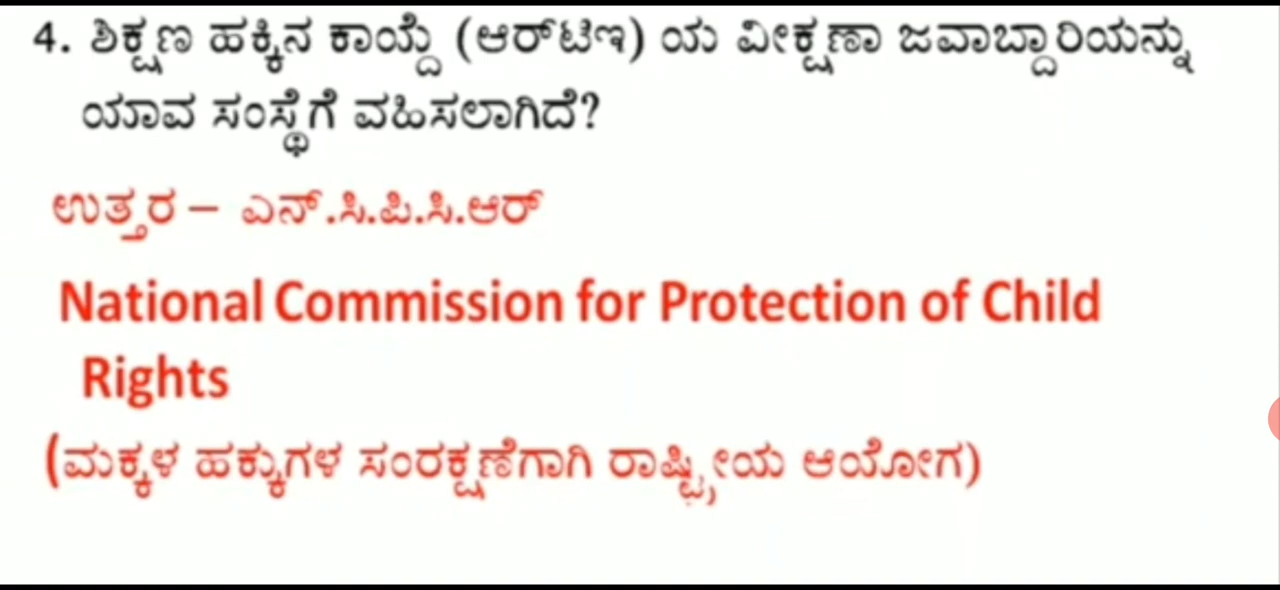 4. ಶಿಕ್ಷಣ ಹಕ್ಕಿನ ಕಾಯ್ದೆ (ಆರ್‌ಟಿಇ) ಯ ವೀಕ್ಷಣಾ ಜವಾಬ್ದಾರಿಯನ್ನು
ಯಾವ ಸಂಸ್ಥೆಗೆ ವಹಿಸಲಾಗಿದೆ?
ಉತ್ತರ – ಎನ್.ಸಿ.ಪಿ.ಸಿ.ಆರ್
National Commission for Protection of Child
Rights
(ಮಕ್ಕಳ ಹಕ್ಕುಗಳ ಸಂರಕ್ಷಣೆಗಾಗಿ ರಾಷ್ಟ್ರೀಯ ಆಯೋಗ)